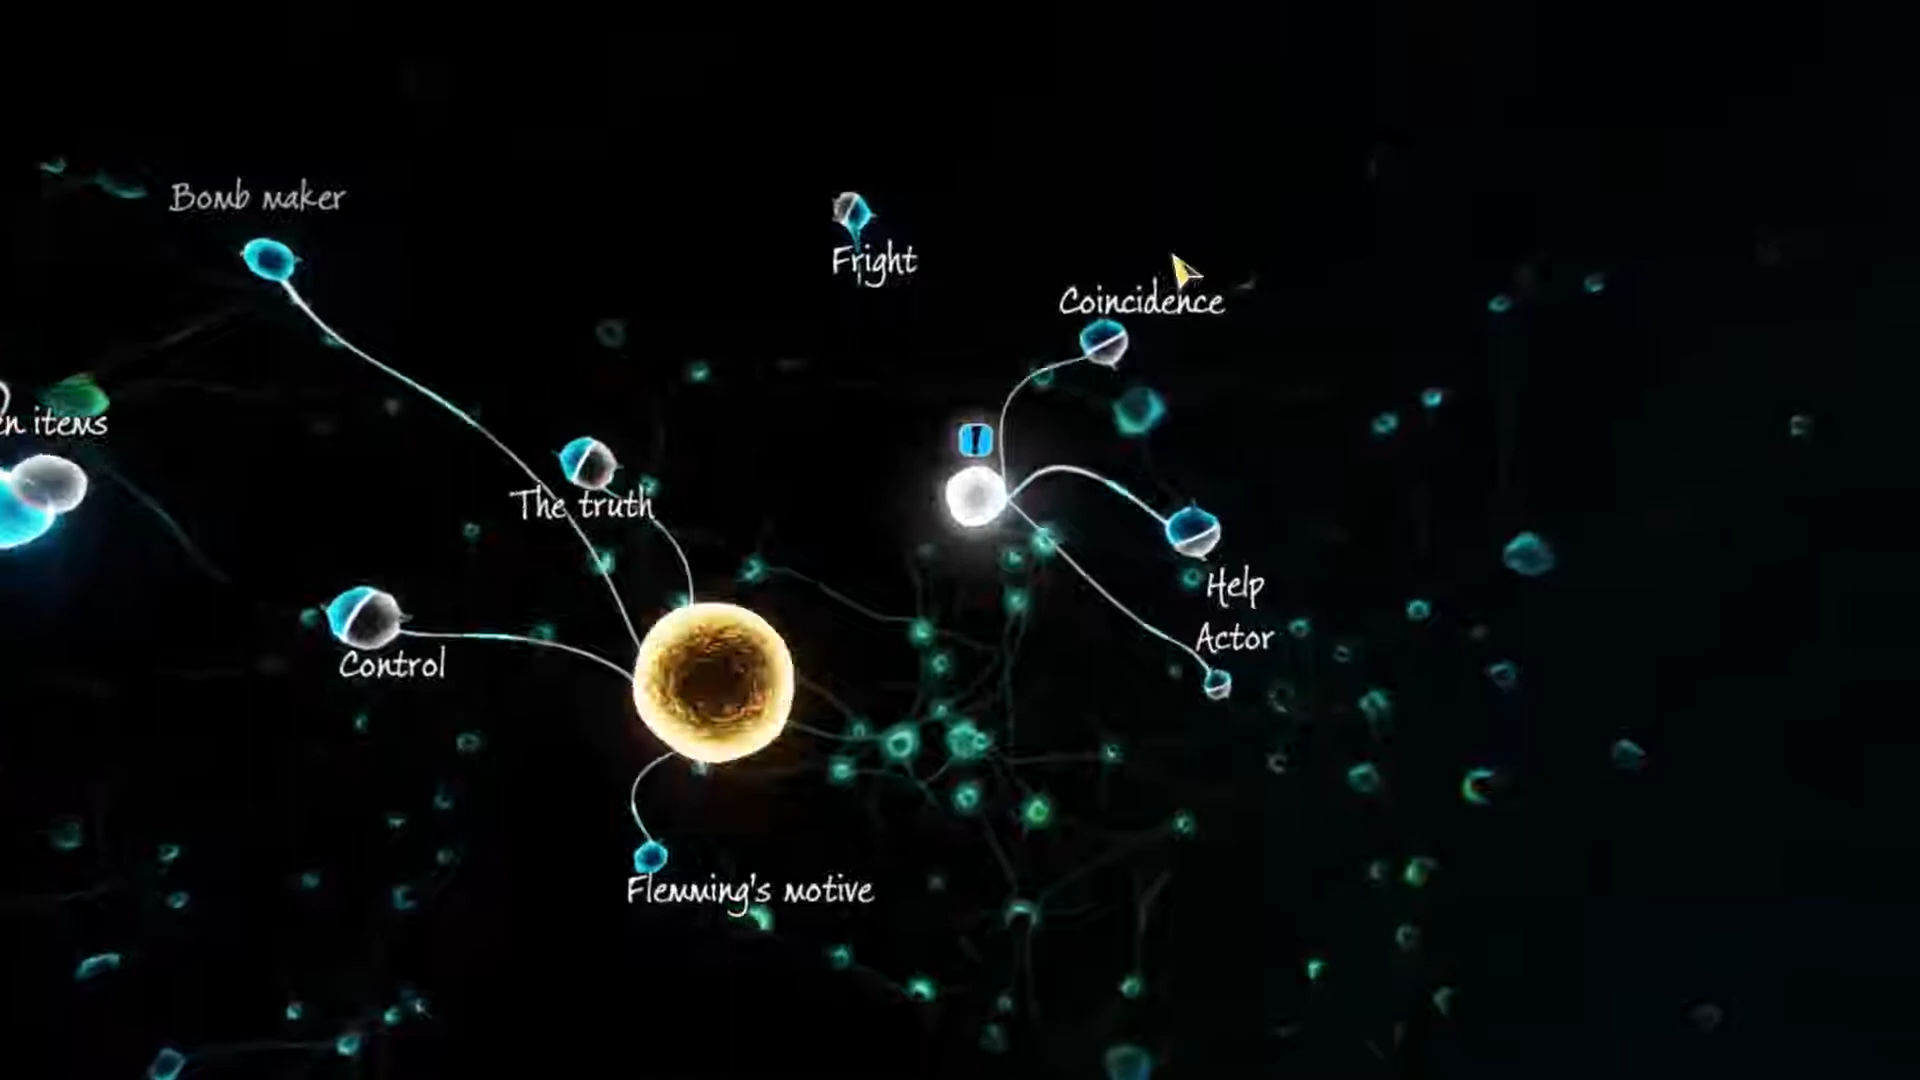 Bomb maker
Fright
Coincidence
items
The truth
Help
Actor
Control
Flemming's motive